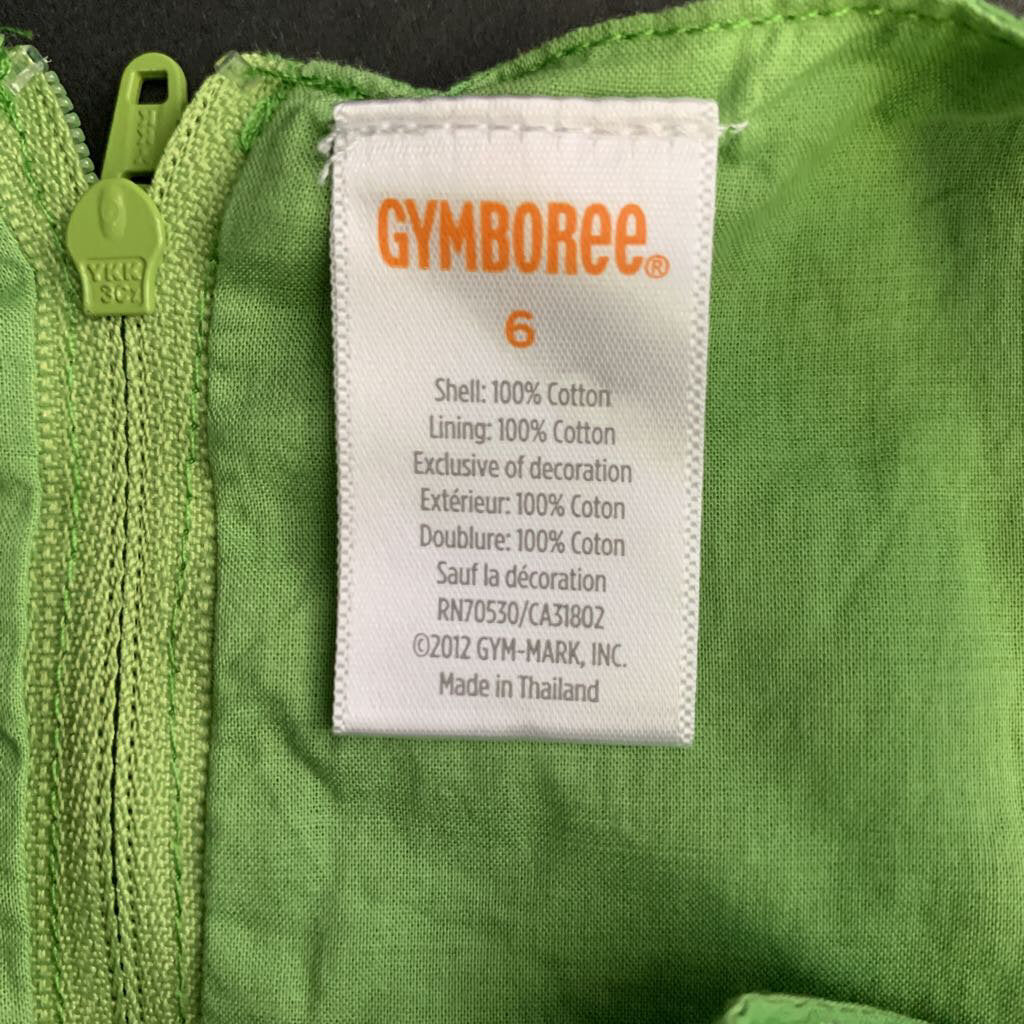 YKK
GYMBOREE®
6
Shell: 100% Cotton
Lining: 100% Cotton
Exclusive of decoration
Extérieur: 100% Coton
Doublure: 100% Coton
Sauf la décoration
RN70530/CA31802
©2012 GYM-MARK, INC.
Made in Thailand